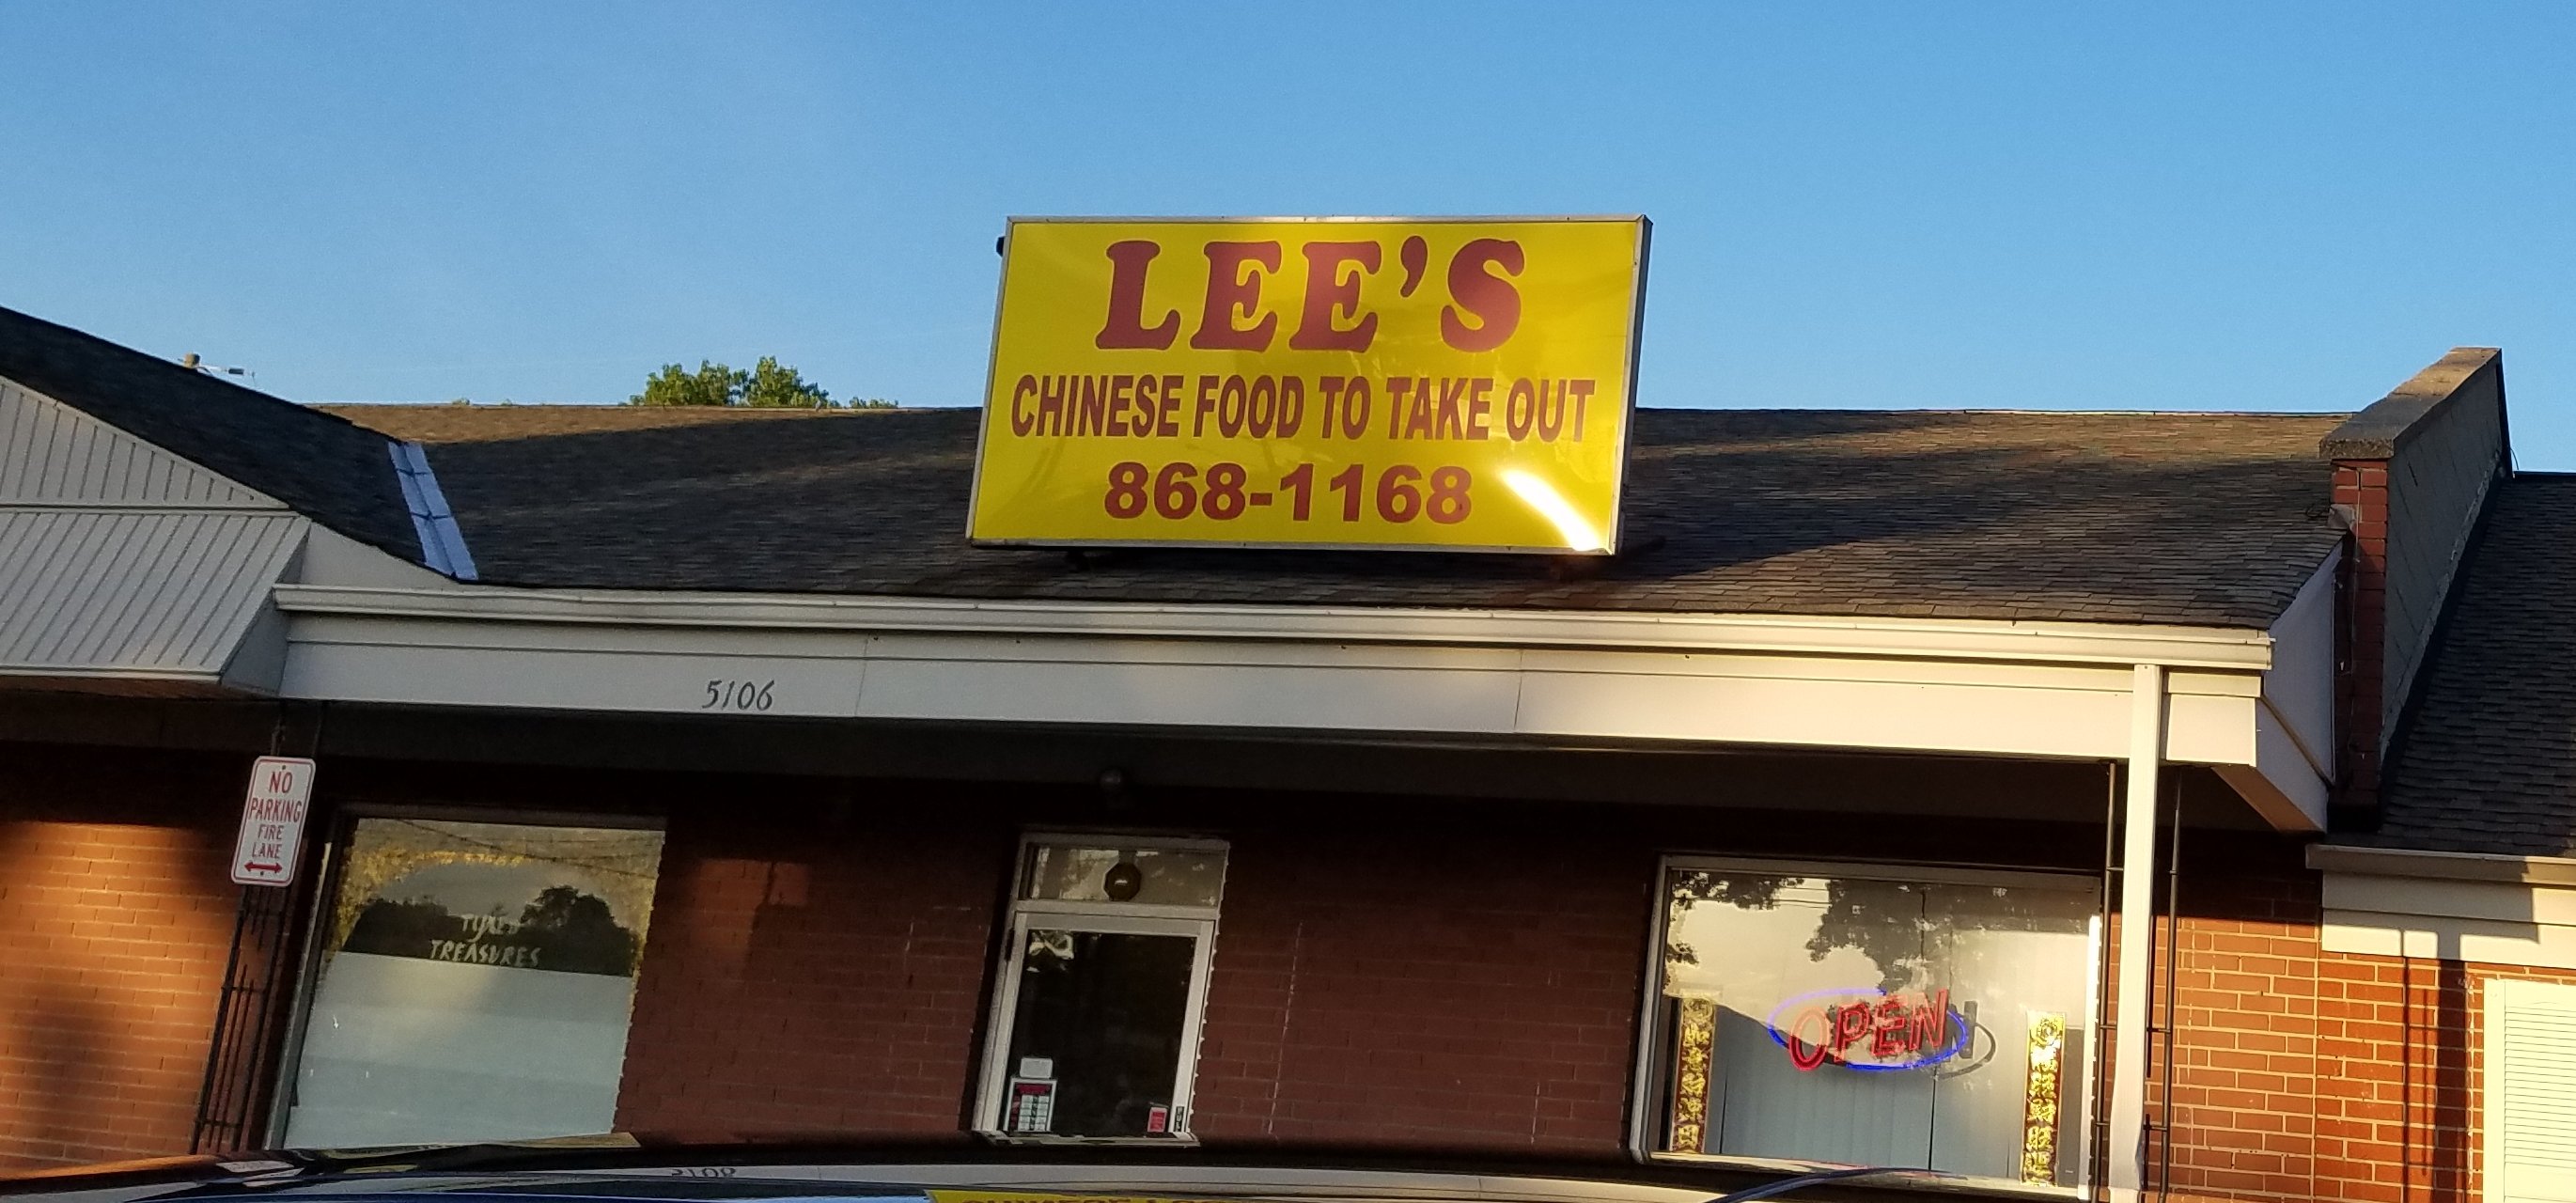 LEE'S
CHINESE FOOD TO TAKE OUT
868-1168
5106
NO
PARKING
FIRE
LANE
TREASURES
OPEN